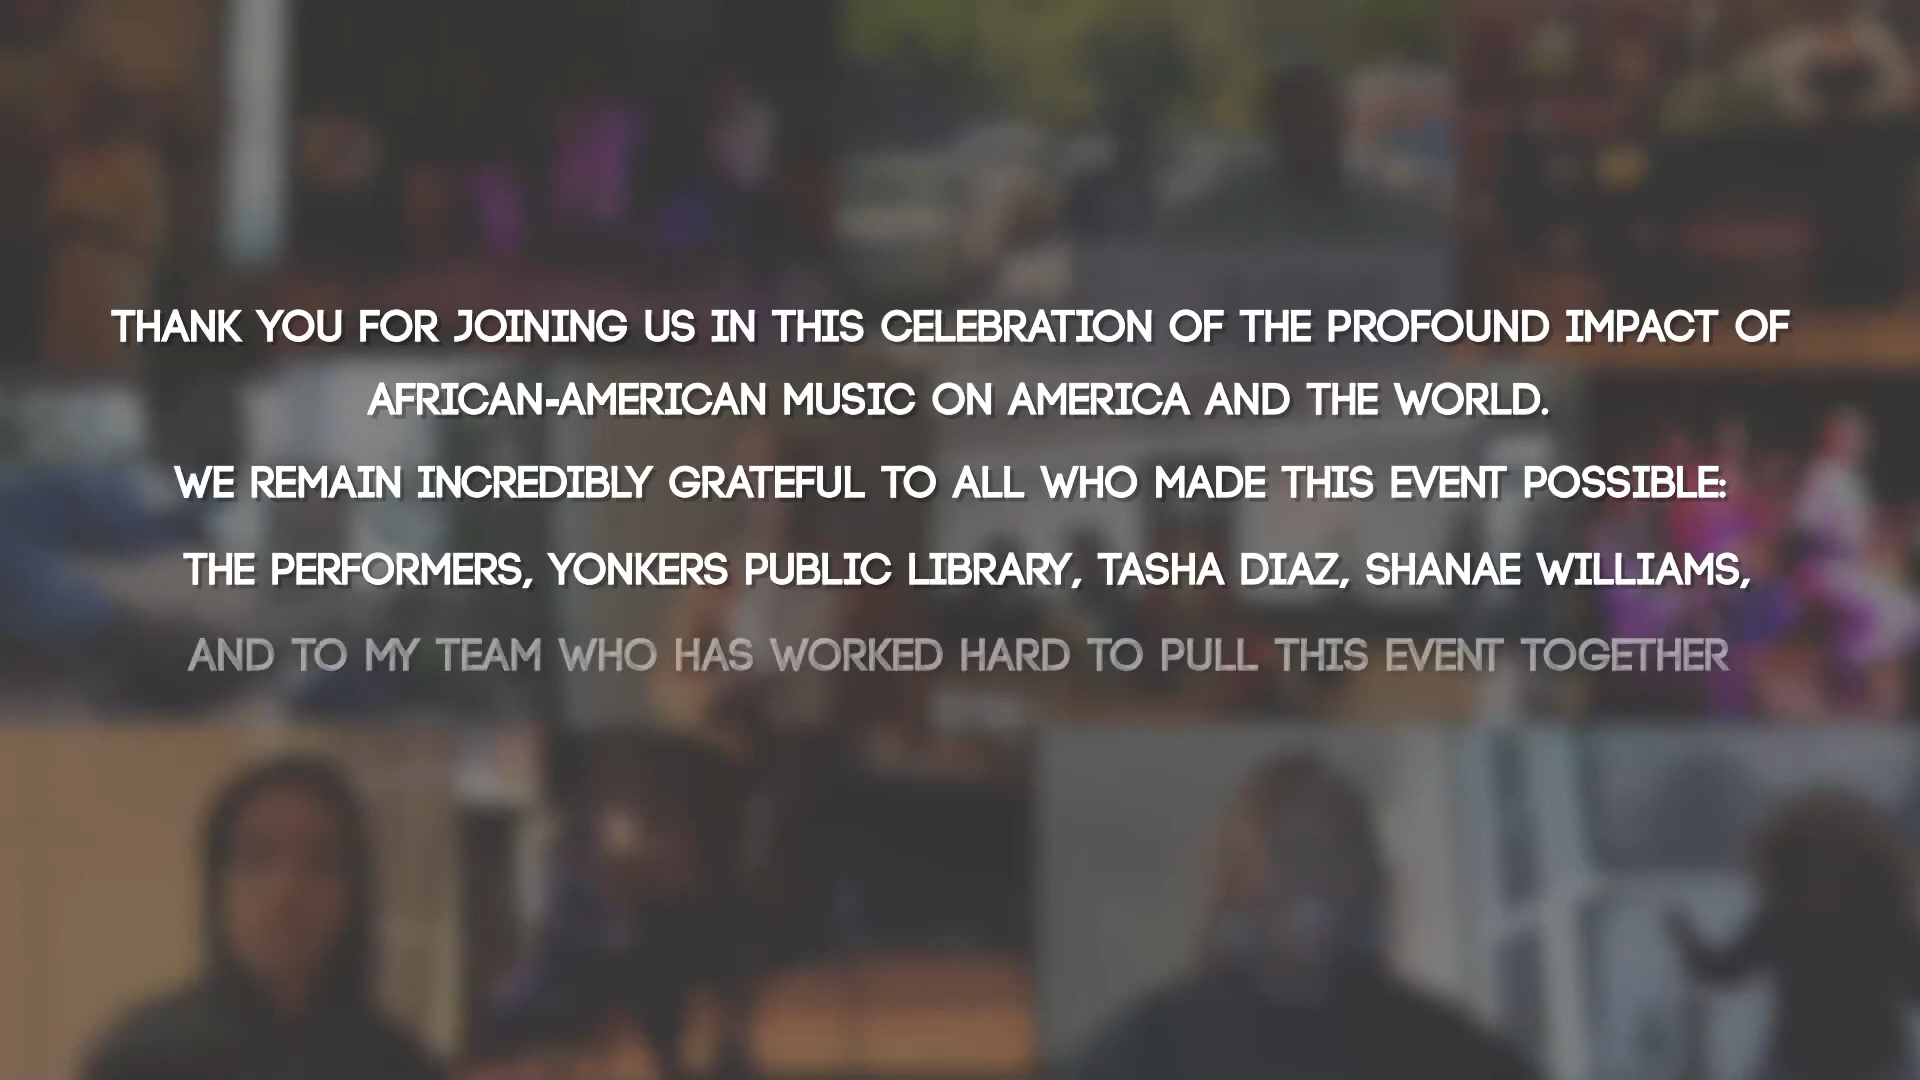 THANK YOU FOR JOINING US IN THIS CELEBRATION OF THE PROFOUND IMPACT OF
AFRICAN-AMERICAN MUSIC ON AMERICA AND THE WORLD.
WE REMAIN INCREDIBLY GRATEFUL TO ALL WHO MADE THIS EVENT POSSIBLE:
THE PERFORMERS, YONKERS PUBLIC LIBRARY, TASHA DIAZ, SHANAE WILLIAMS,
AND TO MY TEAM WHO HAS WORKED HARD TO PULL THIS EVENT TOGETHER